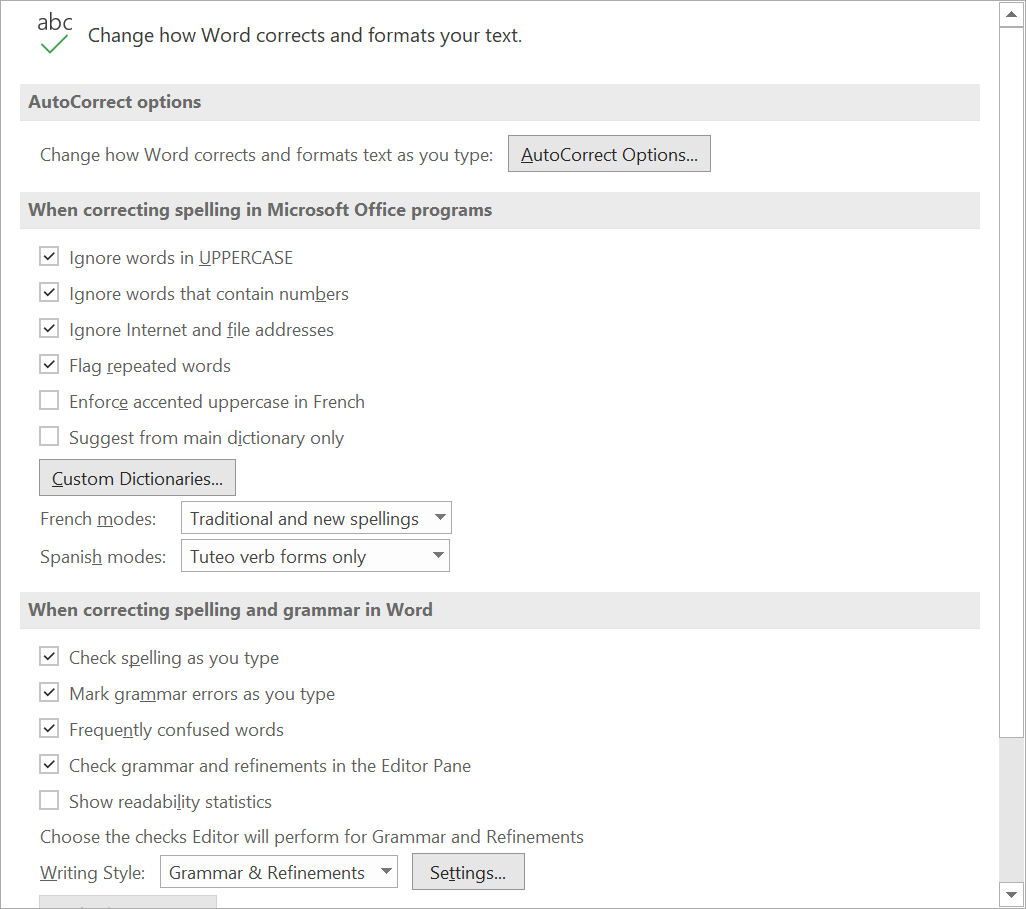 abc
Change how Word corrects and formats your text.
AutoCorrect options
Change how Word corrects and formats text as you type: AutoCorrect Options...
When correcting spelling in Microsoft Office programs
Ignore words in UPPERCASE
Ignore words that contain numbers
Ignore Internet and file addresses
Flag repeated words
Enforce accented uppercase in French
Suggest from main dictionary only
Custom Dictionaries...
French modes: Traditional and new spellings
Spanish modes: Tuteo verb forms only
When correcting spelling and grammar in Word
Check spelling as you type
Mark grammar errors as you type
Frequently confused words
Check grammar and refinements in the Editor Pane
Show readability statistics
Choose the checks Editor will perform for Grammar and Refinements
Writing Style: Grammar & Refinements Settings...